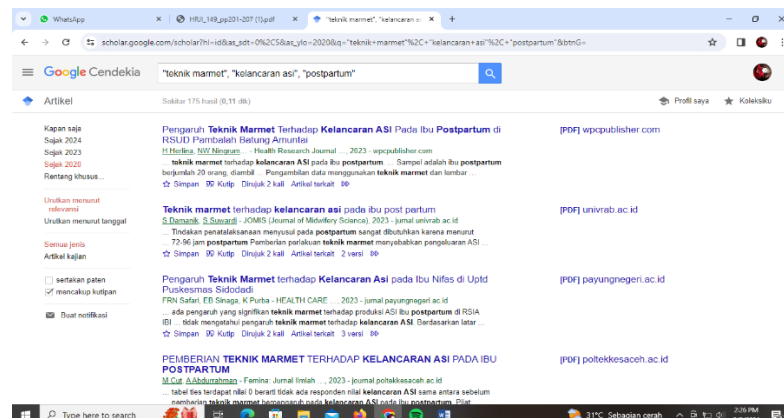 WhatsApp
HRJI_149_pp201-207 (1).pdf
"teknik marmet", "kelancaran a
scholar.google.com/scholar?hl=id&as_sdt=0%2C5&as_ylo=2020&q="teknik+marmet"%2C+"kelancaran+asi"%2C+"postpartum"&btnG=
Google Cendekia
"teknik marmet", "kelancaran asi", "postpartum"
Artikel
Sekitar 175 hasil (0,11 dtk)
Profil saya
Koleksiku
Kapan saja
Sejak 2024
Sejak 2023
Sejak 2020
Rentang khusus...
Urutkan menurut
relevansi
Urutkan menurut tanggal
Semua jenis
Artikel kajian
sertakan paten
mencakup kutipan
Buat notifikasi
Pengaruh Teknik Marmet Terhadap Kelancaran ASI Pada Ibu Postpartum di
RSUD Pambalah Batung Amuntai
H Herlina, NW Ningrum... - Health Research Journal ..., 2023 - wpcpublisher.com
... teknik marmet terhadap kelancaran ASI pada ibu postpartum ... Sampel adalah ibu postpartum
berjumlah 20 orang, diambil ... Pengambilan data menggunakan teknik marmet dan lembar ...
Simpan Kutip Dirujuk 2 kali Artikel terkait
[PDF] wpcpublisher.com
Teknik marmet terhadap kelancaran asi pada ibu post partum
S Damanik, S Suwardi - JOMIS (Journal of Midwifery Science), 2023 - jurnal.univrab.ac.id
... Tindakan penatalaksanaan menyusui pada postpartum sangat dibutuhkan karena menurut
... 72-96 jam postpartum Pemberian perlakuan teknik marmet menyebabkan pengeluaran ASI ...
Simpan Kutip Dirujuk 2 kali Artikel terkait 2 versi
[PDF] univrab.ac.id
Pengaruh Teknik Marmet terhadap Kelancaran Asi pada Ibu Nifas di Uptd
Puskesmas Sidodadi
FRN Safari, EB Sinaga, K Purba - HEALTH CARE ..., 2023 - jurnal.payungnegeri.ac.id
... ada pengaruh yang signifikan teknik marmet terhadap produksi ASI ibu postpartum di RSIA
IBI ... tidak mengetahui pengaruh teknik marmet terhadap kelancaran ASI. Berdasarkan latar ...
Simpan Kutip Dirujuk 2 kali Artikel terkait 3 versi
[PDF] payungnegeri.ac.id
PEMBERIAN TEKNIK MARMET TERHADAP KELANCARAN ASI PADA IBU
POSTPARTUM
M Cut, A Abdurrahman - Femina: Jurnal Ilmiah ..., 2023 - journal.poltekkesaceh.ac.id
... tabel ties terdapat nilai 0 berarti tidak ada responden nilai kelancaran ASI sama antara sebelum
... pemberian teknik marmet berpengaruh pada kelancaran ASI pada ibu postpartum. Pijat
[PDF] poltekkesaceh.ac.id
Type here to search
31°C Sebagian cerah
2:26 PM